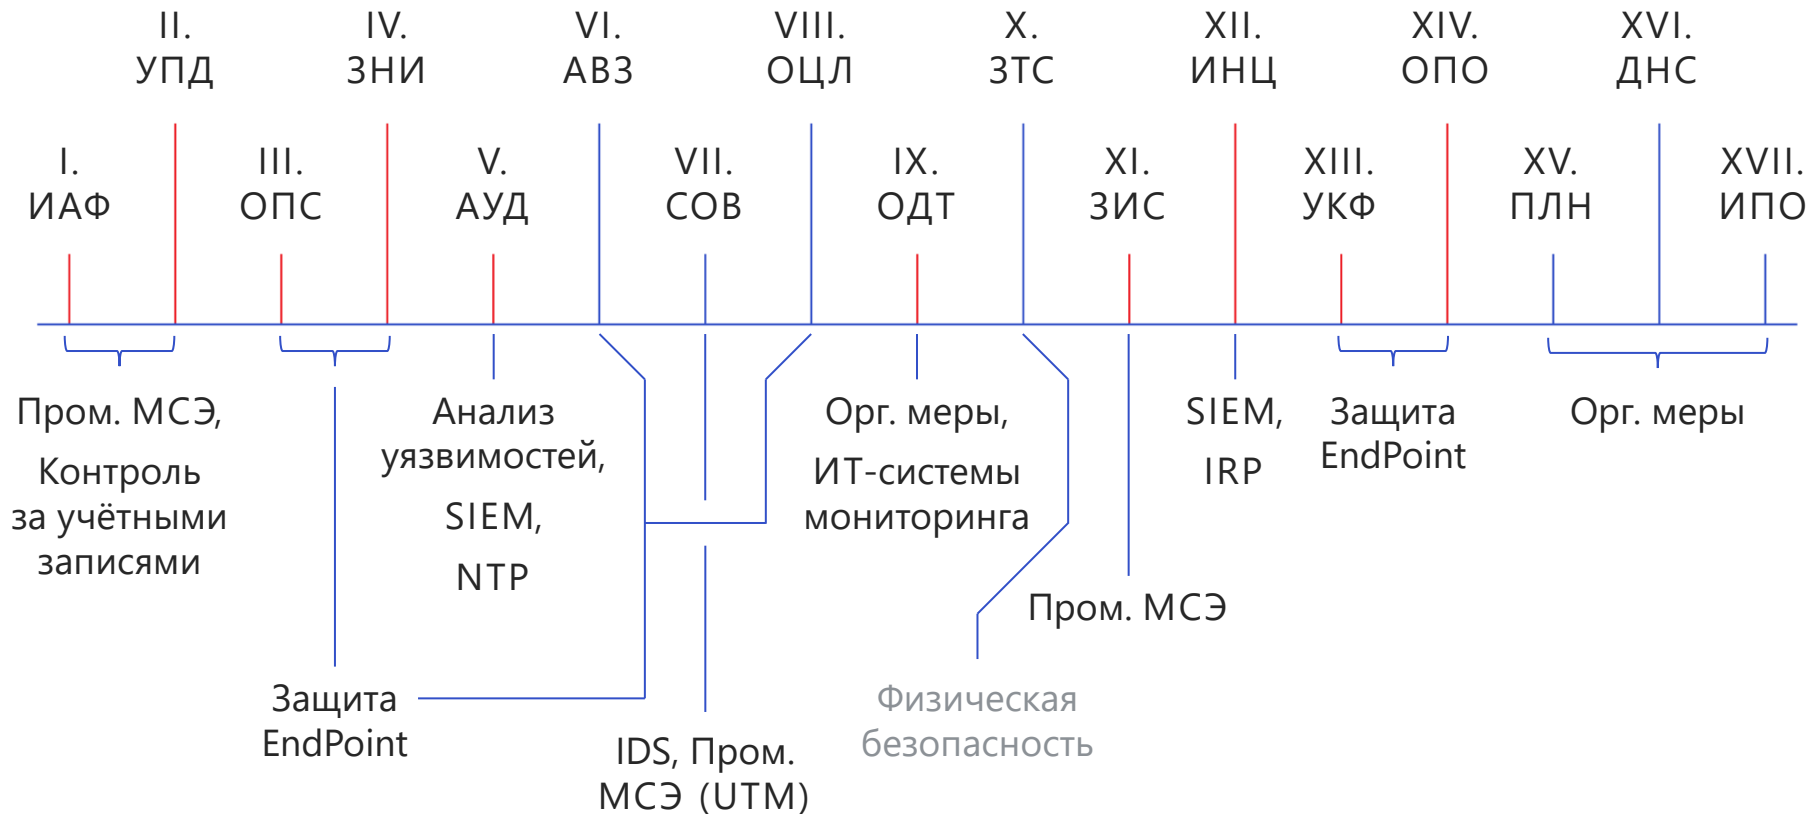 II.
УПД
IV.
ЗНИ
VI.
АВЗ
VIII.
ОЦЛ
X.
ЗТС
XII.
ИНЦ
XIV.
ОПО
XVI.
ДНС
I.
ИАФ
III.
ОПС
V.
АУД
VII.
СОВ
IX.
ОДТ
XI.
ЗИС
XIII.
УКФ
XV.
ПЛН
XVII.
ИПО
Пром. МСЭ,
Контроль
за учётными
записями
Анализ
уязвимостей,
SIEM,
NTP
Орг. меры,
ИТ-системы
мониторинга
SIEM,
IRP
Защита
EndPoint
Орг. меры
Пром. МСЭ
Защита
EndPoint
IDS, Пром.
МСЭ (UTM)
Физическая
безопасность